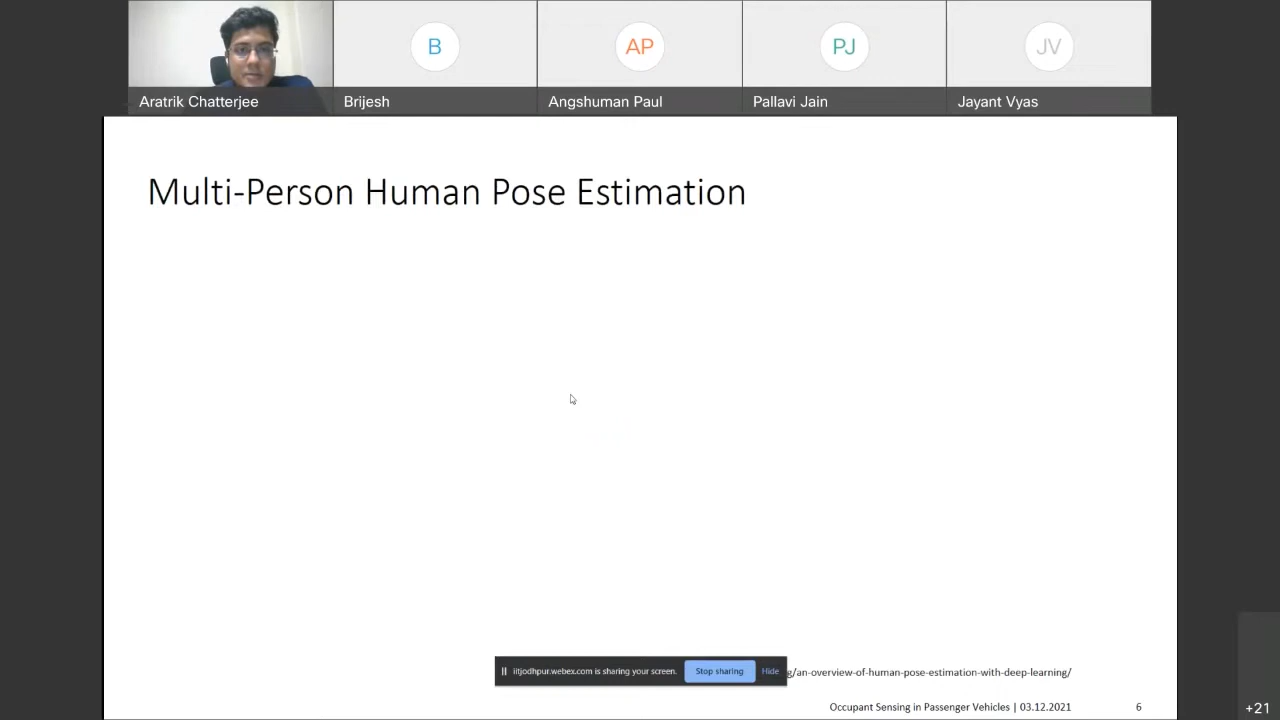 B
AP
PJ
JV
Aratrik Chatterjee
Brijesh
Angshuman Paul
Pallavi Jain
Jayant Vyas
Multi-Person Human Pose Estimation
iitjodhpur.webex.com is sharing your screen.
Stop sharing
Hide
g/an-overview-of-human-pose-estimation-with-deep-learning/
Occupant Sensing in Passenger Vehicles | 03.12.2021
6
+21